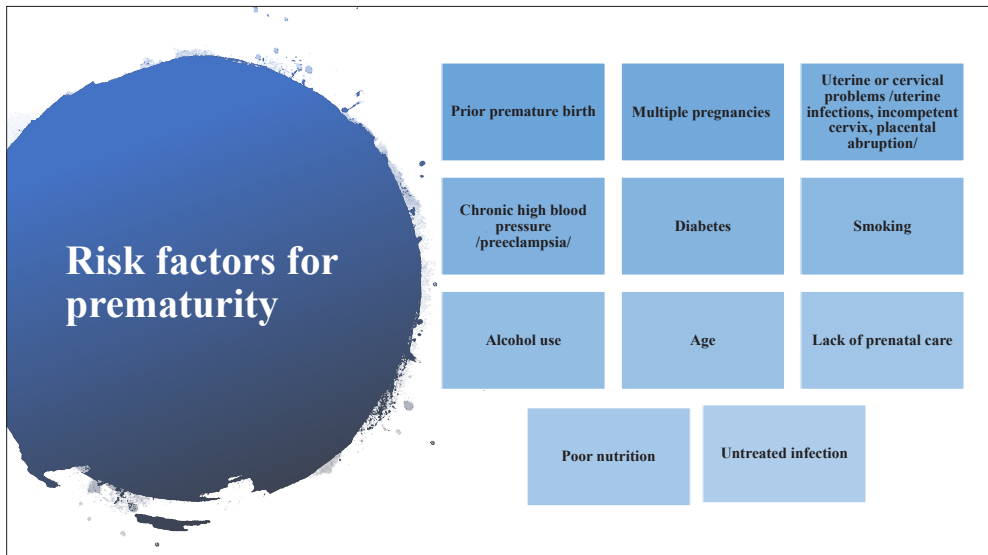 Risk factors for
prematurity
Prior premature birth
Multiple pregnancies
Uterine or cervical
problems /uterine
infections, incompetent
cervix, placental
abruption/
Chronic high blood
pressure
/preeclampsia/
Diabetes
Smoking
Alcohol use
Age
Lack of prenatal care
Poor nutrition
Untreated infection